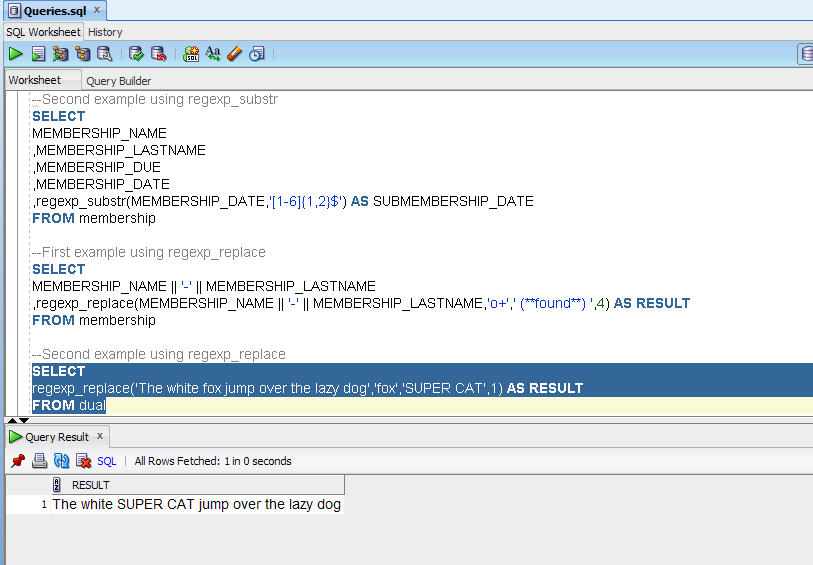 Queries.sql x
SQL Worksheet History
Worksheet Query Builder
--Second example using regexp_substr
SELECT
MEMBERSHIP_NAME
,MEMBERSHIP_LASTNAME
,MEMBERSHIP_DUE
,MEMBERSHIP_DATE
,regexp_substr(MEMBERSHIP_DATE,'[1-6]{1,2}$') AS SUBMEMBERSHIP_DATE
FROM membership
--First example using regexp_replace
SELECT
MEMBERSHIP_NAME || '-' || MEMBERSHIP_LASTNAME
,regexp_replace(MEMBERSHIP_NAME || '-' || MEMBERSHIP_LASTNAME,'o+',' (**found**) ',4) AS RESULT
FROM membership
--Second example using regexp_replace
SELECT
regexp_replace('The white fox jump over the lazy dog','fox','SUPER CAT',1) AS RESULT
FROM dual
Query Result x
SQL | All Rows Fetched: 1 in 0 seconds
RESULT
1 The white SUPER CAT jump over the lazy dog